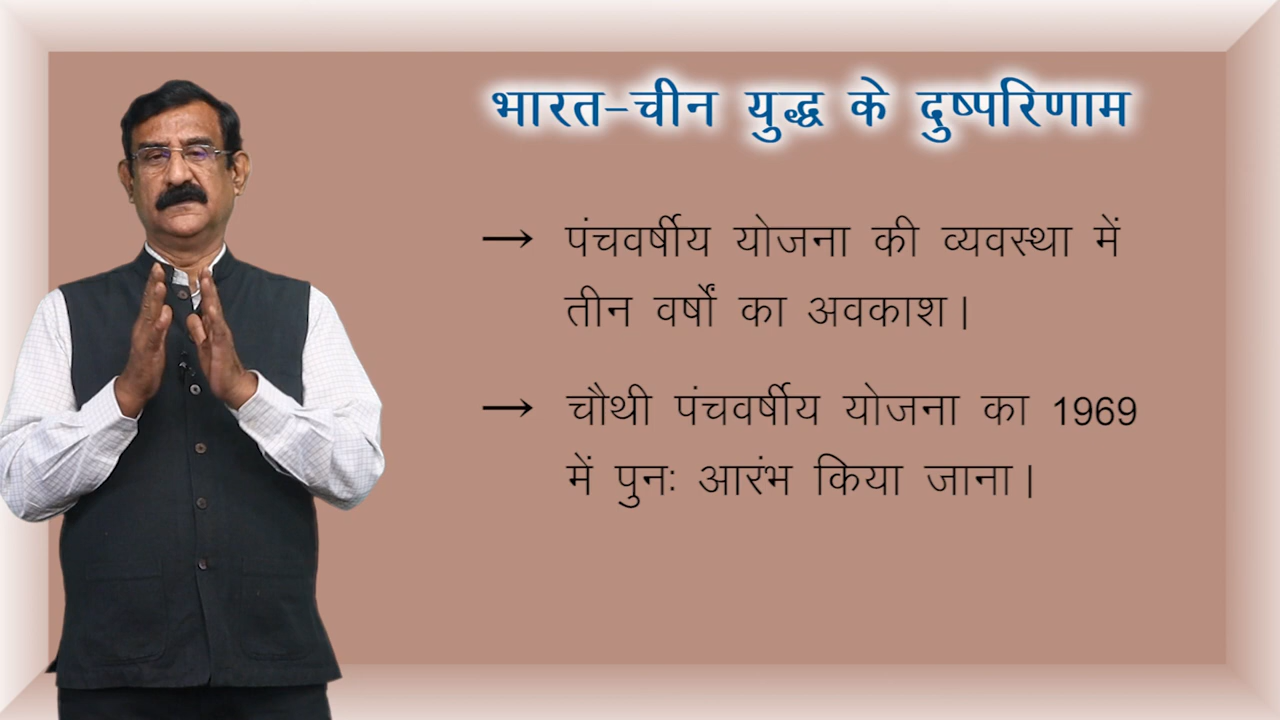 भारत-चीन युद्ध के दुष्परिणाम
→ पंचवर्षीय योजना की व्यवस्था में
तीन वर्षों का अवकाश।
→ चौथी पंचवर्षीय योजना का 1969
में पुनः आरंभ किया जाना।